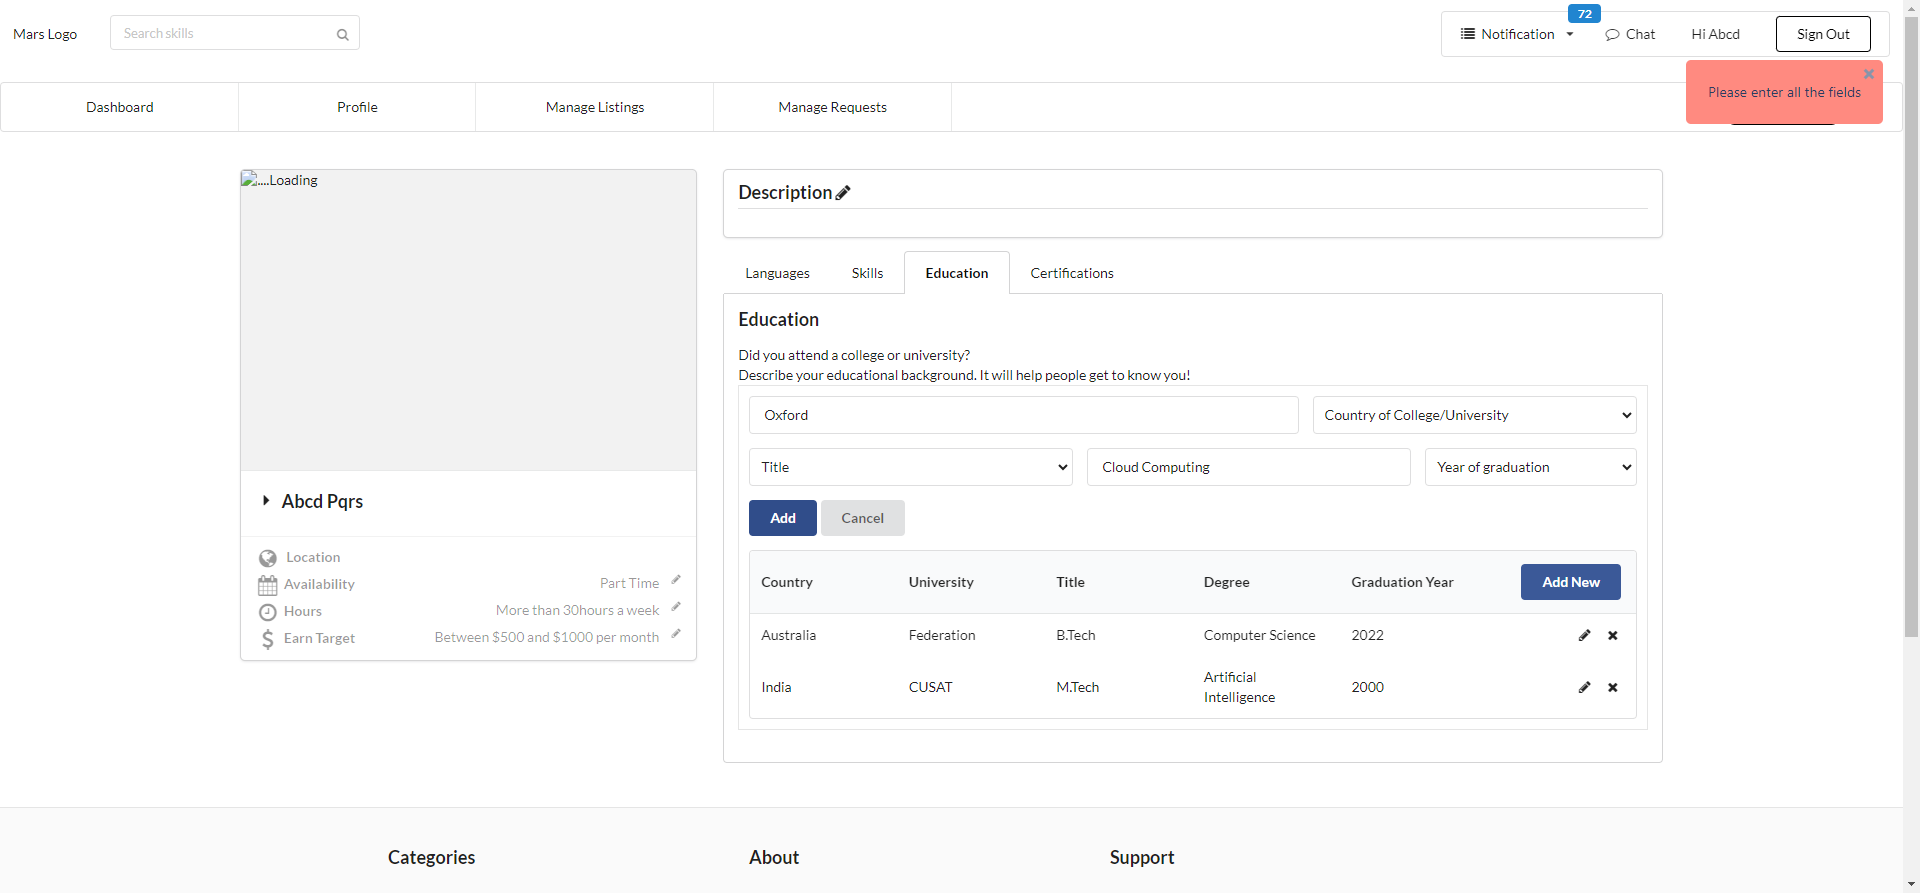 Mars Logo
Search skills
72
Notification
Chat
Hi Abcd
Sign Out
Please enter all the fields
Dashboard
Profile
Manage Listings
Manage Requests
....Loading
Abcd Pqrs
Location
Availability
Part Time
Hours
More than 30hours a week
Earn Target
Between $500 and $1000 per month
Description
Languages
Skills
Education
Certifications
Education
Did you attend a college or university?
Describe your educational background. It will help people get to know you!
Oxford
Country of College/University
Title
Cloud Computing
Year of graduation
Add
Cancel
Country
University
Title
Degree
Graduation Year
Add New
Australia
Federation
B.Tech
Computer Science
2022
India
CUSAT
M.Tech
Artificial
Intelligence
2000
Categories
About
Support